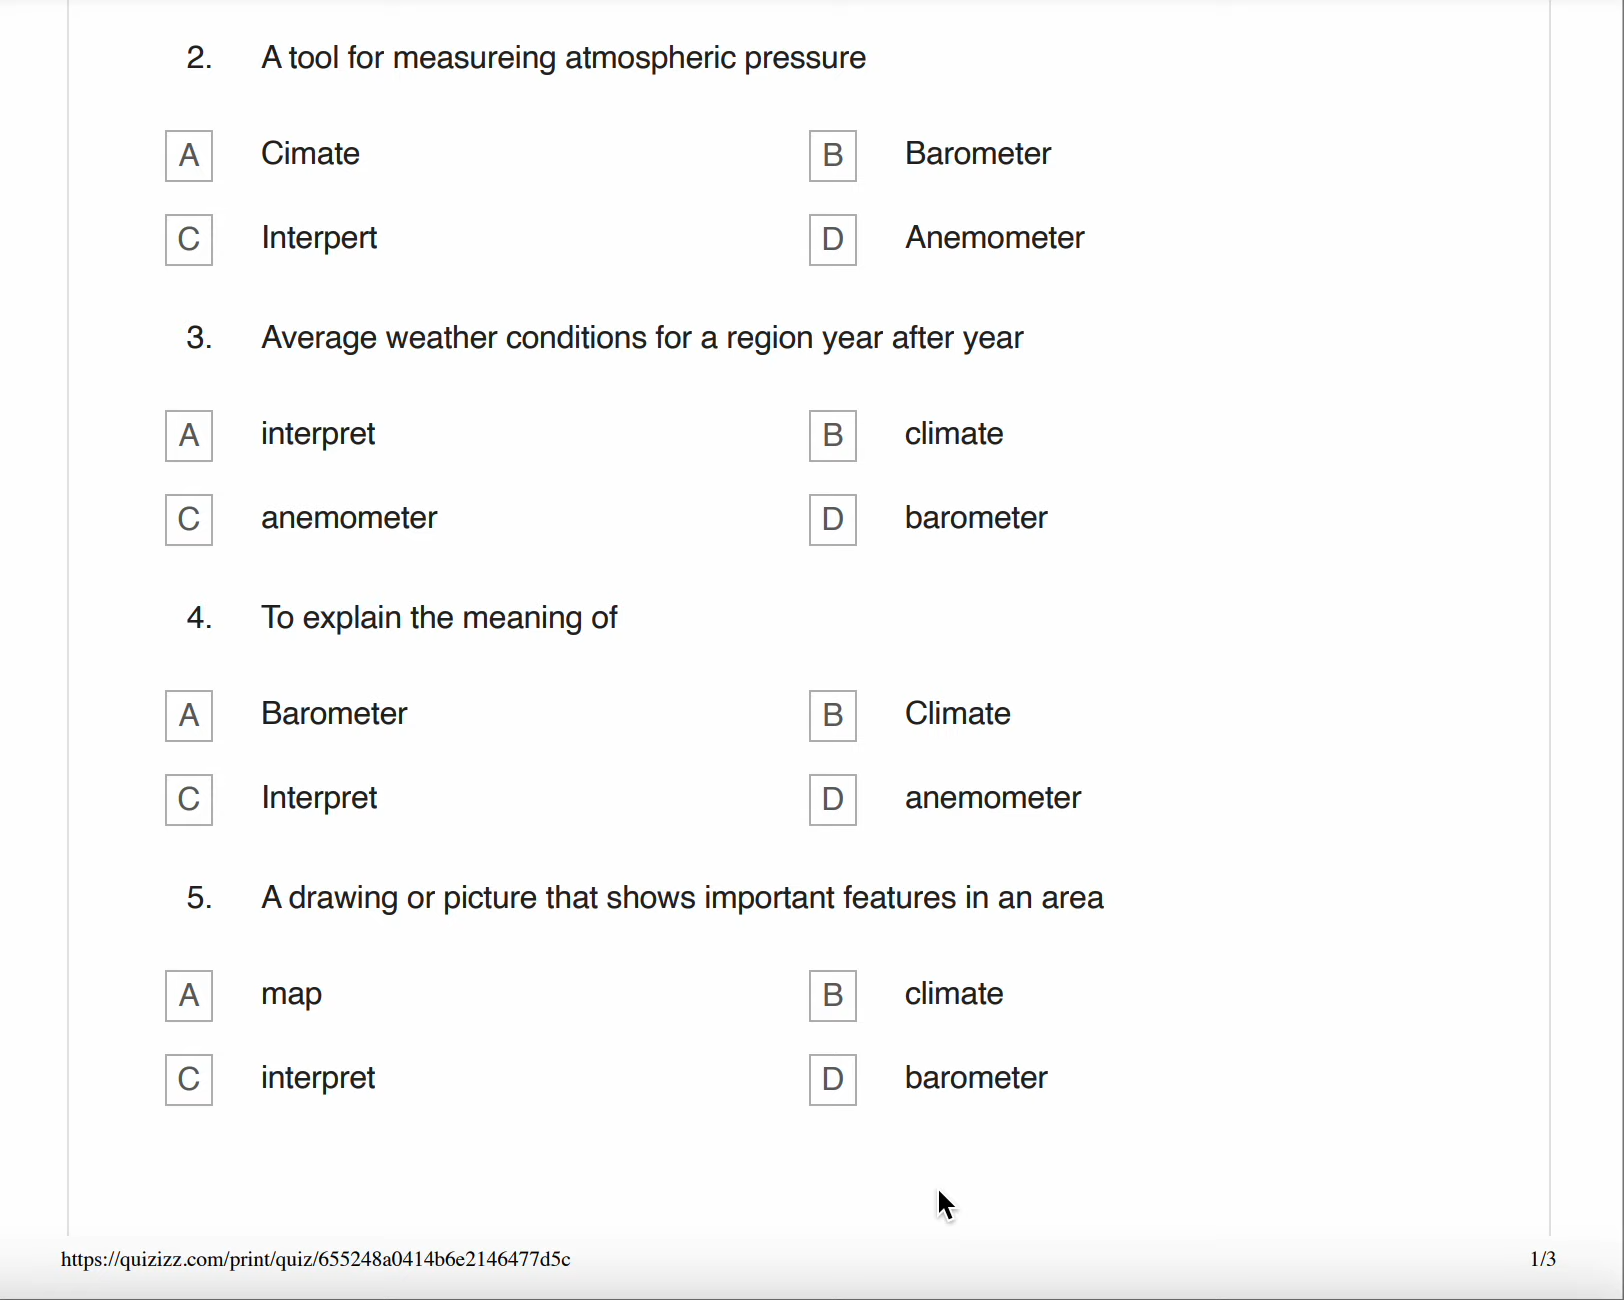 2. A tool for measureing atmospheric pressure
A Cimate B Barometer
C Interpert D Anemometer
3. Average weather conditions for a region year after year
A interpret B climate
C anemometer D barometer
4. To explain the meaning of
A Barometer B Climate
C Interpret D anemometer
5. A drawing or picture that shows important features in an area
A map B climate
C interpret D barometer
https://quizizz.com/print/quiz/655248a0414b6e2146477d5c 1/3